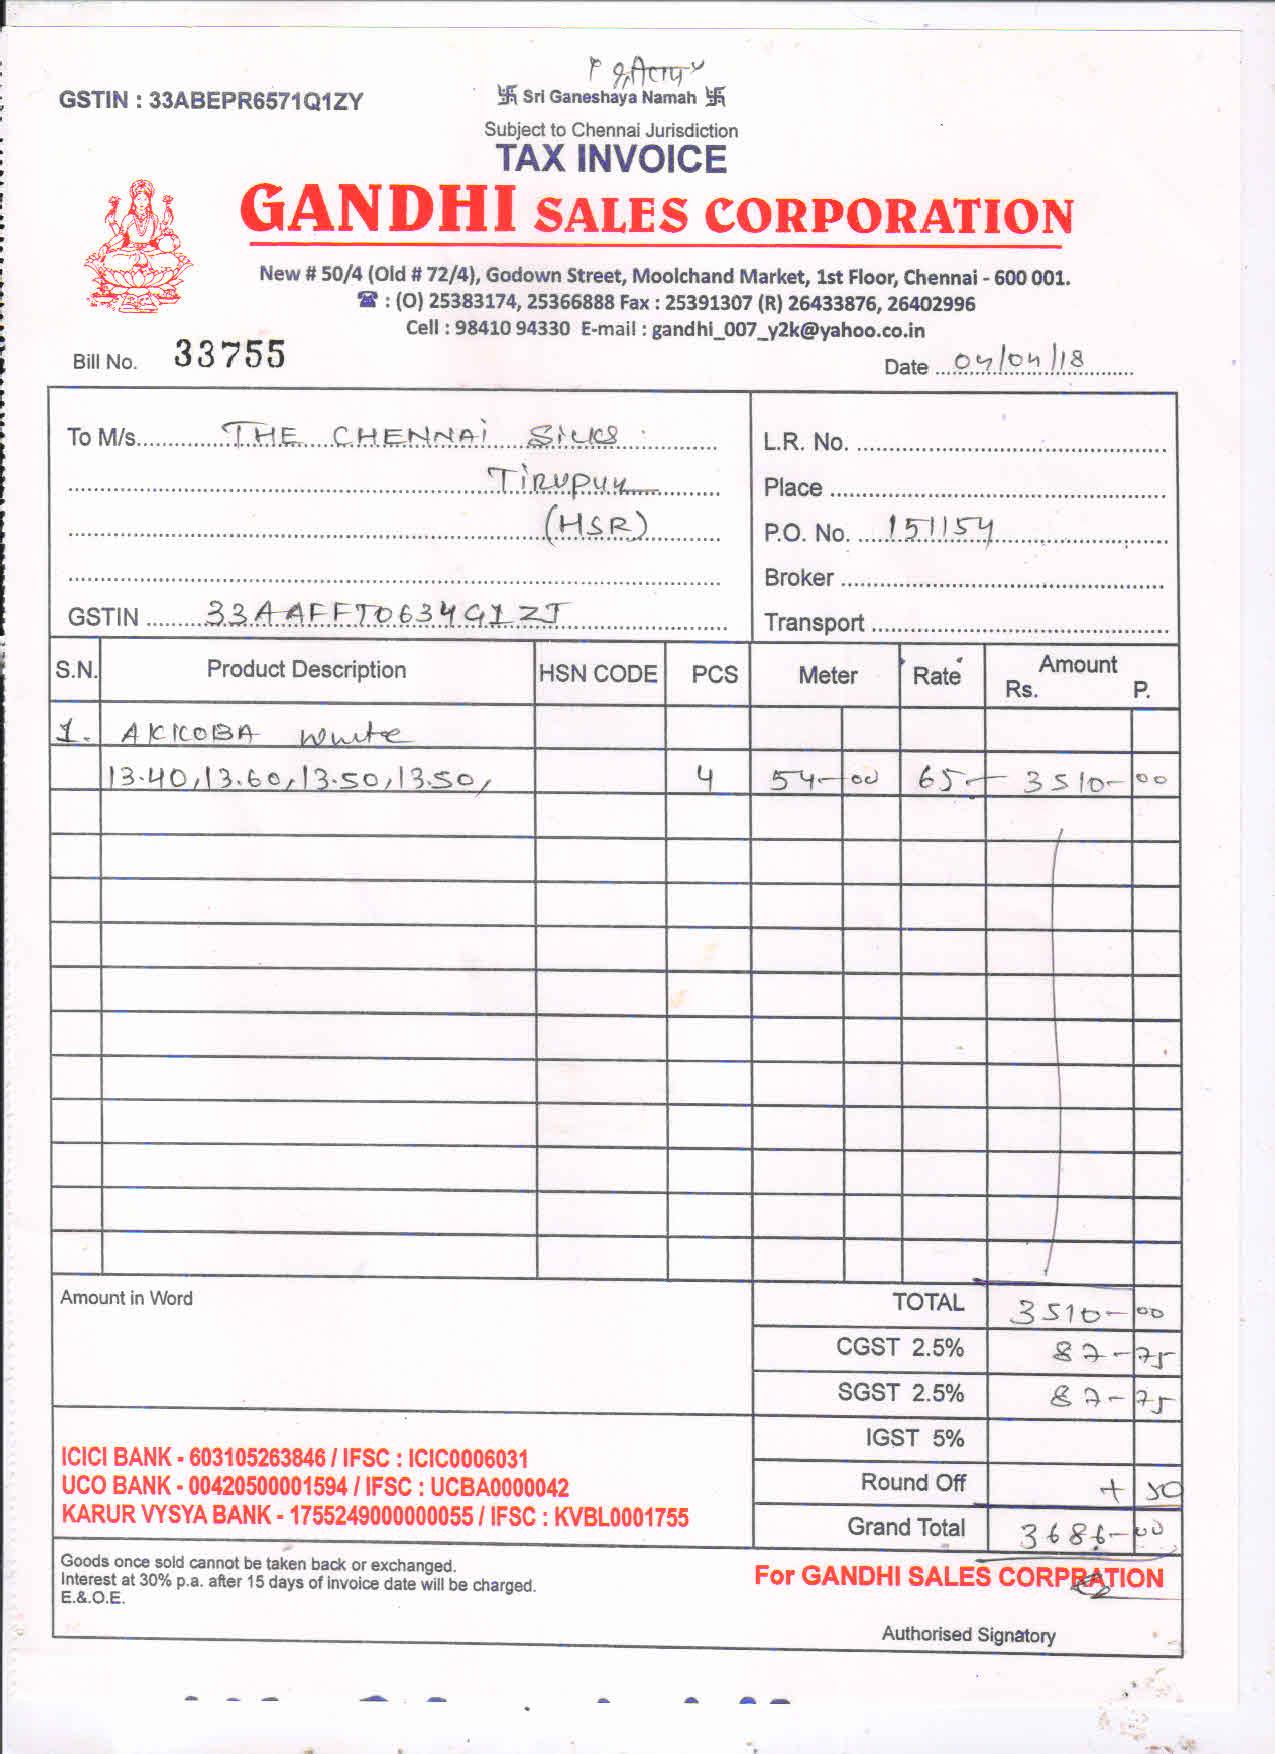 GSTIN : 33ABEPR6571Q1ZY
卐 Sri Ganeshaya Namah 卐
Subject to Chennai Jurisdiction
TAX INVOICE
GANDHI SALES CORPORATION
New # 50/4 (Old # 72/4), Godown Street, Moolchand Market, 1st Floor, Chennai - 600 001.
☎ : (O) 25383174, 25366888 Fax : 25391307 (R) 26433876, 26402996
Cell : 98410 94330 E-mail : gandhi_007_y2k@yahoo.co.in
Bill No. 33755 Date 04/04/18
To M/s. THE CHENNAI SILKS
Tirupur
(HSR)
GSTIN 33AAFFT0634G1ZJ
L.R. No.
Place
P.O. No. 151154
Broker
Transport
S.N. Product Description HSN CODE PCS Meter Rate Amount
Rs. P.
1. AKKOBA White
13.40, 13.60, 13.50, 13.50, 4 54-00 65- 3510-00
Amount in Word
TOTAL 3510-00
CGST 2.5% 87-75
SGST 2.5% 87-75
IGST 5%
Round Off + 50
Grand Total 3686-00
ICICI BANK - 603105263846 / IFSC : ICIC0006031
UCO BANK - 00420500001594 / IFSC : UCBA0000042
KARUR VYSYA BANK - 1755249000000055 / IFSC : KVBL0001755
Goods once sold cannot be taken back or exchanged.
Interest at 30% p.a. after 15 days of invoice date will be charged.
E.&.O.E.
For GANDHI SALES CORPRATION
Authorised Signatory